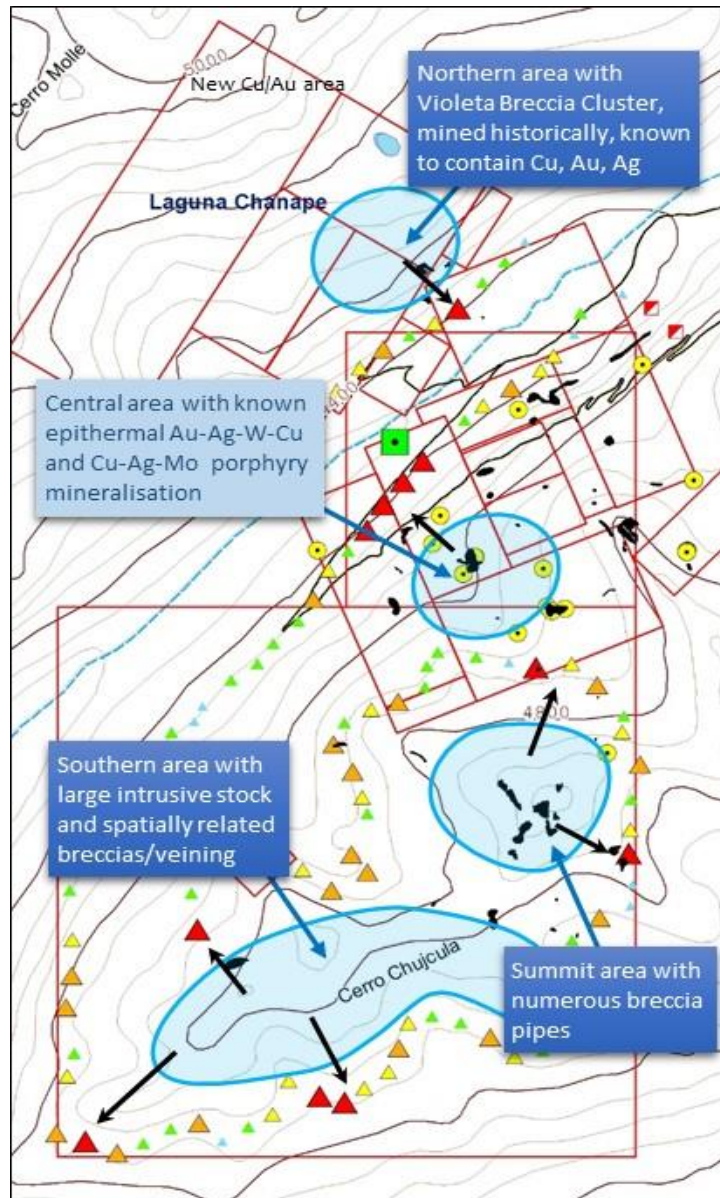 Cerro Molle
5000
New Cu/Au area
Northern area with
Violeta Breccia Cluster,
mined historically, known
to contain Cu, Au, Ag
Laguna Chanape
Central area with known
epithermal Au-Ag-W-Cu
and Cu-Ag-Mo porphyry
mineralisation
4400
4800
Southern area with
large intrusive stock
and spatially related
breccias/veining
Cerro Chujcula
Summit area with
numerous breccia
pipes